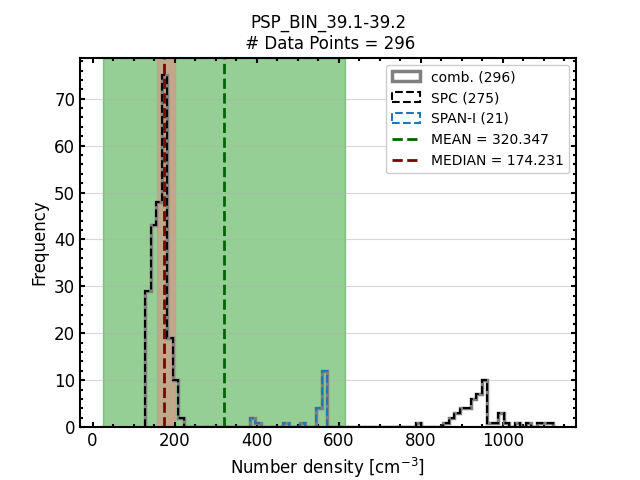 PSP_BIN_39.1-39.2
# Data Points = 296
comb. (296)
SPC (275)
SPAN-I (21)
MEAN = 320.347
MEDIAN = 174.231
Frequency
70
60
50
40
30
20
10
0
0 200 400 600 800 1000
Number density [cm⁻³]